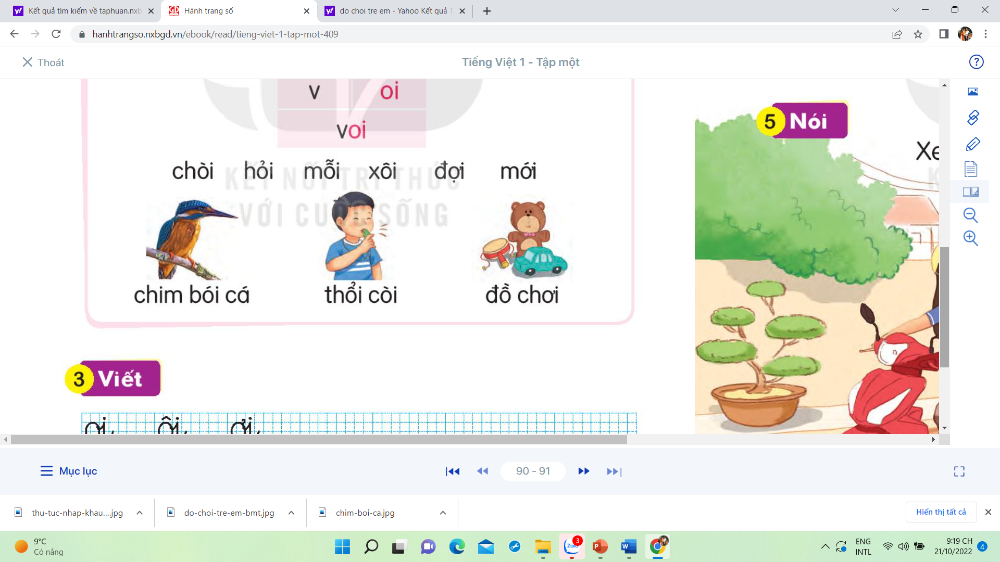 Kết quả tìm kiếm về taphuan.nxb
Hành trang số
do choi tre em - Yahoo Kết quả T
hanhtrangso.nxbgd.vn/ebook/read/tieng-viet-1-tap-mot-409
Thoát
Tiếng Việt 1 - Tập một
v oi
voi
chòi hỏi mỗi xôi đợi mới
KẾT NỐI TRI THỨC
VỚI CUỘC SỐNG
chim bói cá thổi còi đồ chơi
3 Viết
oi, ôi, ơi,
5 Nói
Xe
Mục lục
90 - 91
thu-tuc-nhap-khau....jpg
do-choi-tre-em-bmt.jpg
chim-boi-ca.jpg
Hiển thị tất cả
9°C
Có nắng
Zalo
3
ENG
INTL
9:19 CH
21/10/2022
4